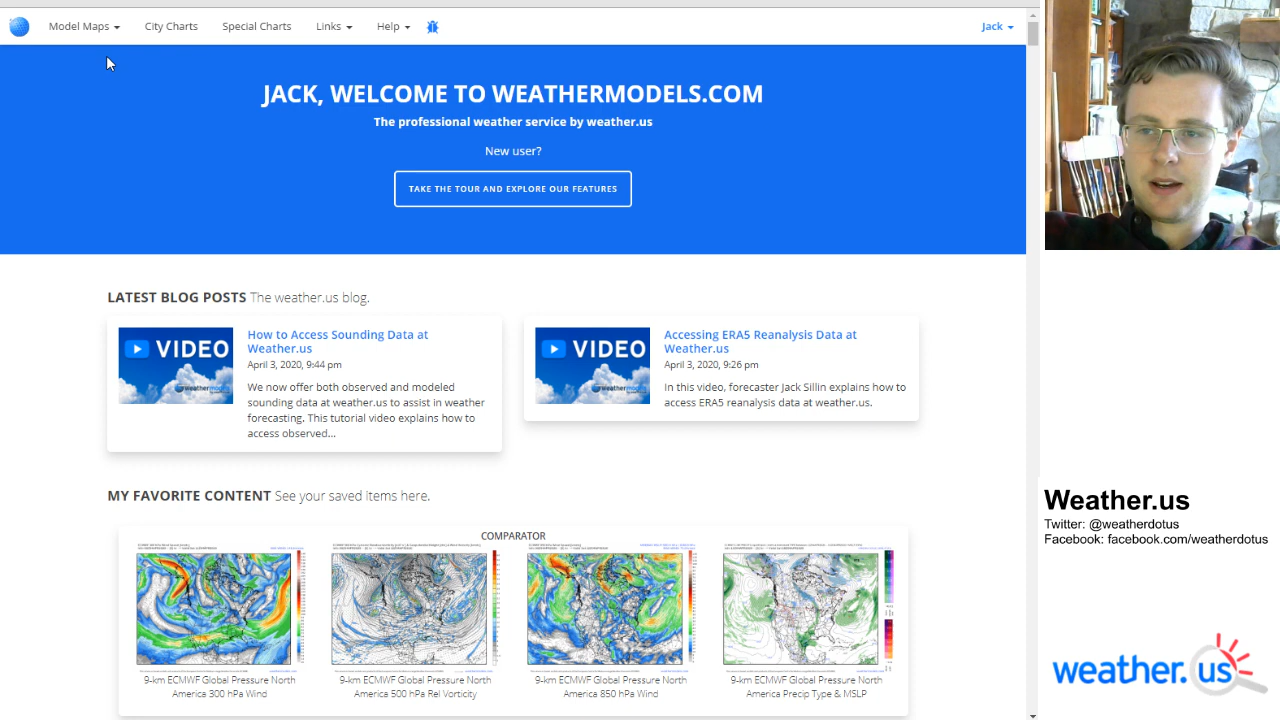 Model Maps
City Charts
Special Charts
Links
Help
Jack
JACK, WELCOME TO WEATHERMODELS.COM
The professional weather service by weather.us
New user?
TAKE THE TOUR AND EXPLORE OUR FEATURES
LATEST BLOG POSTS The weather.us blog.
VIDEO
How to Access Sounding Data at
Weather.us
April 3, 2020, 9:44 pm
We now offer both observed and modeled
sounding data at weather.us to assist in weather
forecasting. This tutorial video explains how to
access observed...
VIDEO
Accessing ERA5 Reanalysis Data at
Weather.us
April 3, 2020, 9:26 pm
In this video, forecaster Jack Sillin explains how to
access ERA5 reanalysis data at weather.us.
MY FAVORITE CONTENT See your saved items here.
COMPARATOR
9-km ECMWF Global Pressure North
America 300 hPa Wind
9-km ECMWF Global Pressure North
America 500 hPa Rel Vorticity
9-km ECMWF Global Pressure North
America 850 hPa Wind
9-km ECMWF Global Pressure North
America Precip Type & MSLP
Weather.us
Twitter: @weatherdotus
Facebook: facebook.com/weatherdotus
weather.us